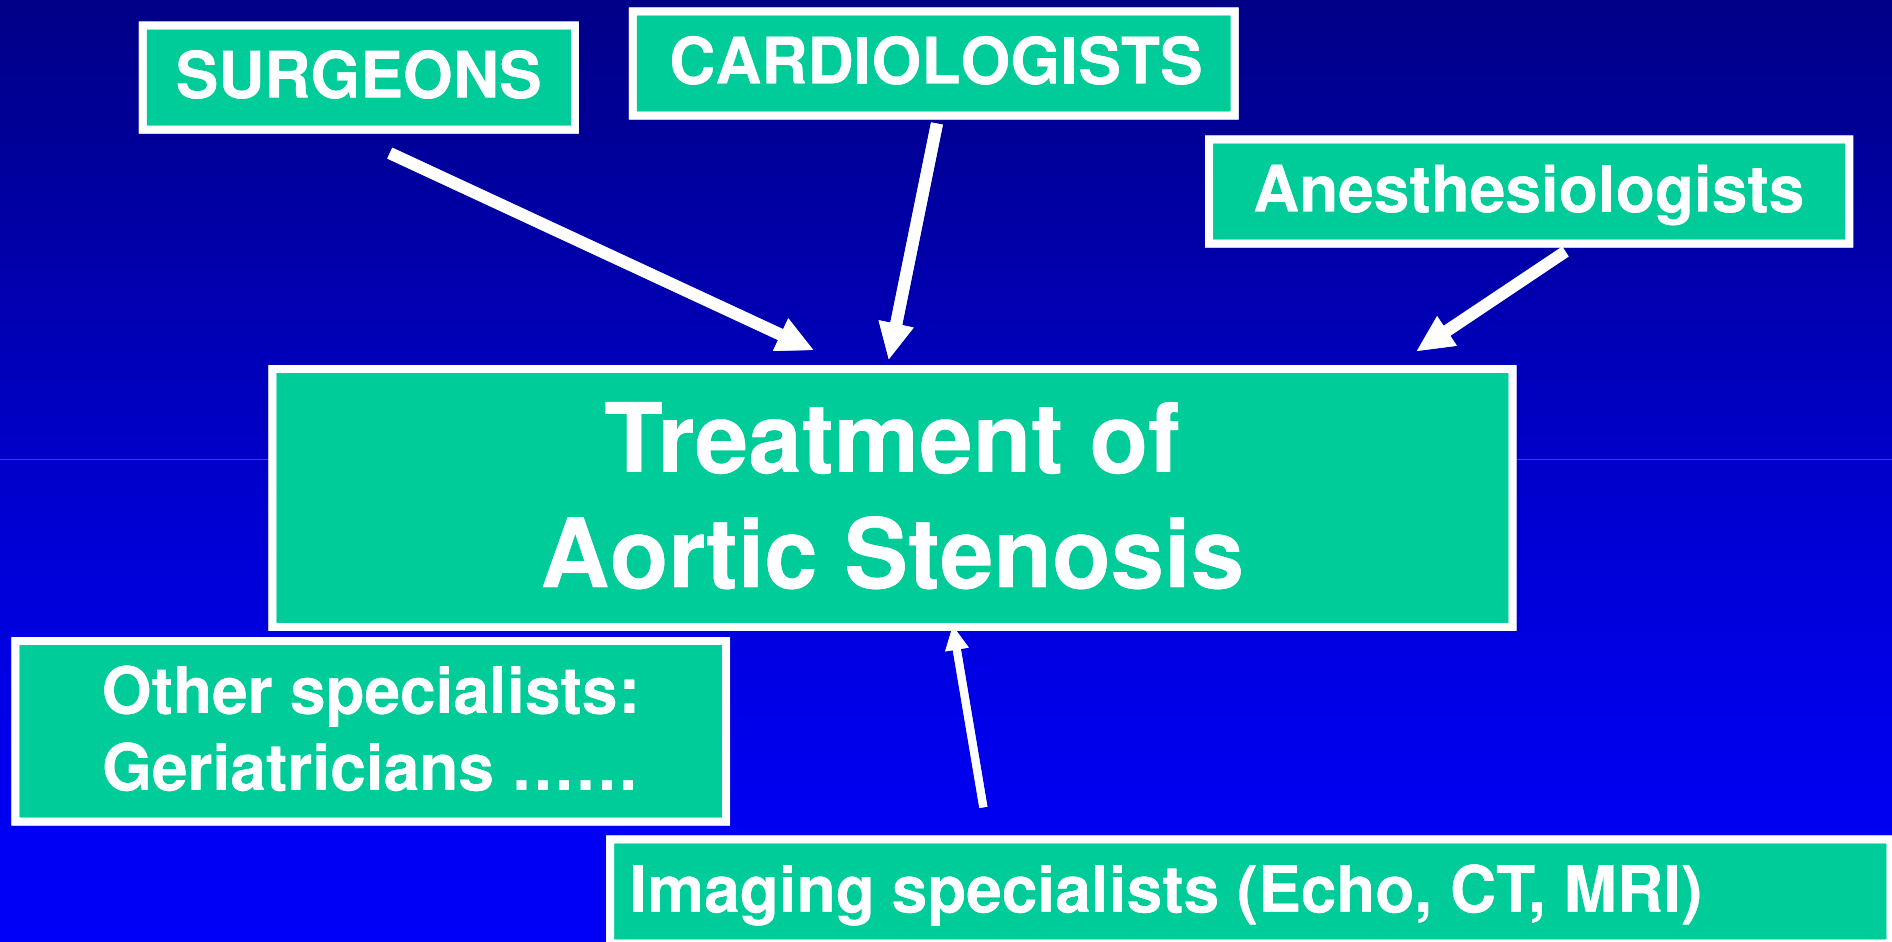 SURGEONS
CARDIOLOGISTS
Anesthesiologists
Treatment of
Aortic Stenosis
Other specialists:
Geriatricians ......
Imaging specialists (Echo, CT, MRI)